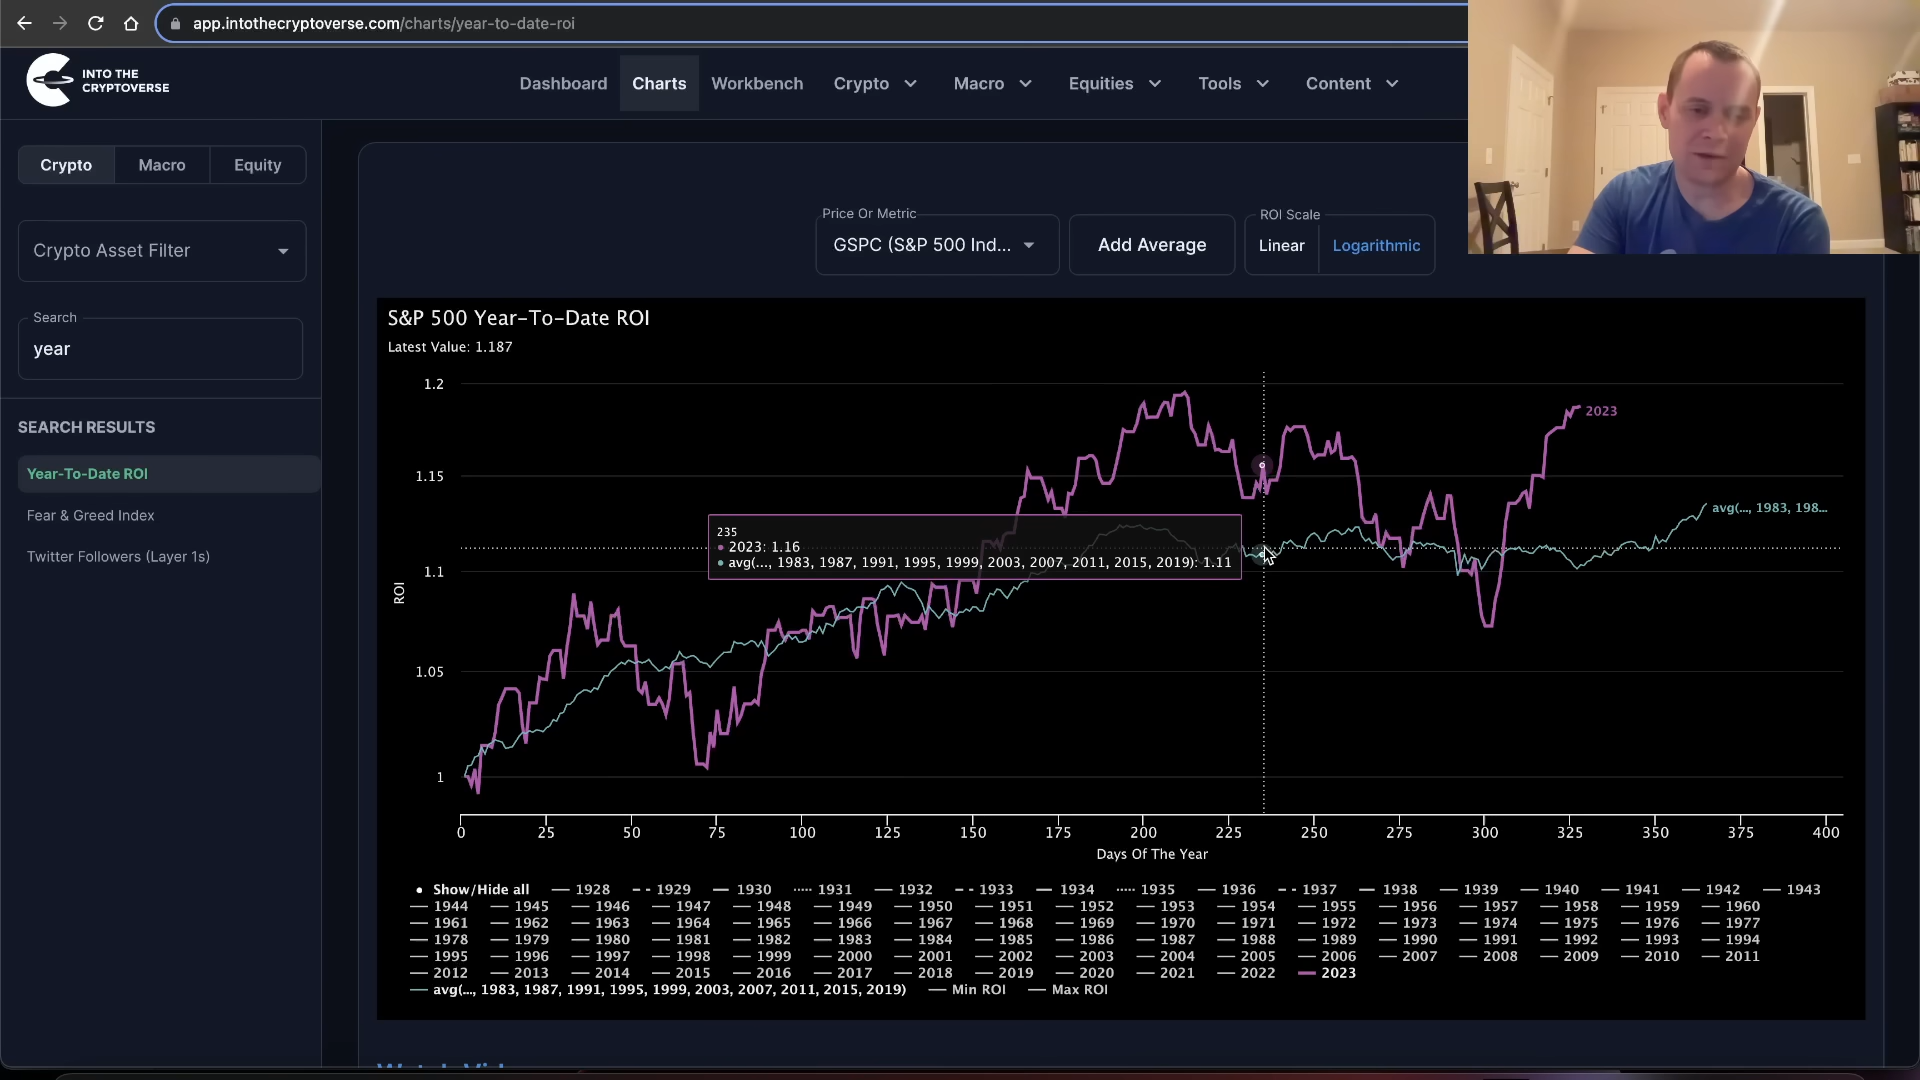 app.intothecryptoverse.com/charts/year-to-date-roi
INTO THE
CRYPTOVERSE
Dashboard
Charts
Workbench
Crypto
Macro
Equities
Tools
Content
Crypto
Macro
Equity
Crypto Asset Filter
Search
year
SEARCH RESULTS
Year-To-Date ROI
Fear & Greed Index
Twitter Followers (Layer 1s)
Price Or Metric
GSPC (S&P 500 Ind...
Add Average
ROI Scale
Linear
Logarithmic
S&P 500 Year-To-Date ROI
Latest Value: 1.187
1.2
1.15
1.1
1.05
1
ROI
2023
avg(..., 1983, 198...
235
2023: 1.16
avg(..., 1983, 1987, 1991, 1995, 1999, 2003, 2007, 2011, 2015, 2019): 1.11
0 25 50 75 100 125 150 175 200 225 250 275 300 325 350 375 400
Days Of The Year
Show/Hide all 1928 1929 1930 1931 1932 1933 1934 1935 1936 1937 1938 1939 1940 1941 1942 1943
1944 1945 1946 1947 1948 1949 1950 1951 1952 1953 1954 1955 1956 1957 1958 1959 1960
1961 1962 1963 1964 1965 1966 1967 1968 1969 1970 1971 1972 1973 1974 1975 1976 1977
1978 1979 1980 1981 1982 1983 1984 1985 1986 1987 1988 1989 1990 1991 1992 1993 1994
1995 1996 1997 1998 1999 2000 2001 2002 2003 2004 2005 2006 2007 2008 2009 2010 2011
2012 2013 2014 2015 2016 2017 2018 2019 2020 2021 2022 2023
avg(..., 1983, 1987, 1991, 1995, 1999, 2003, 2007, 2011, 2015, 2019) Min ROI Max ROI